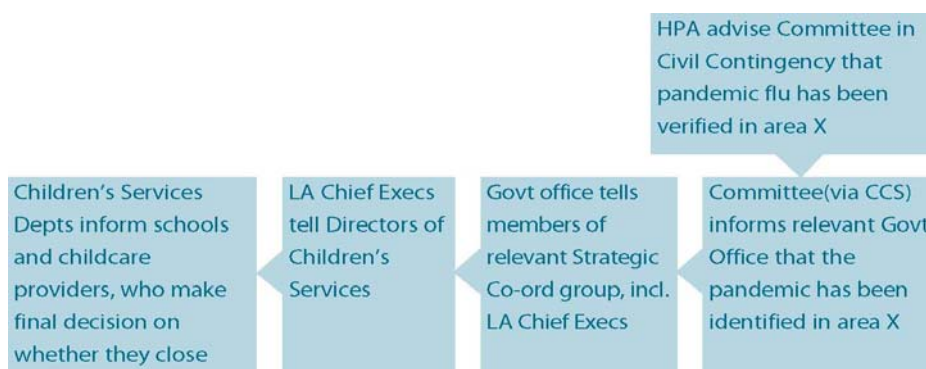 HPA advise Committee in
Civil Contingency that
pandemic flu has been
verified in area X
Children's Services
Depts inform schools
and childcare
providers, who make
final decision on
whether they close
LA Chief Execs
tell Directors of
Children's
Services
Govt office tells
members of
relevant Strategic
Co-ord group, incl.
LA Chief Execs
Committee(via CCS)
informs relevant Govt
Office that the
pandemic has been
identified in area X